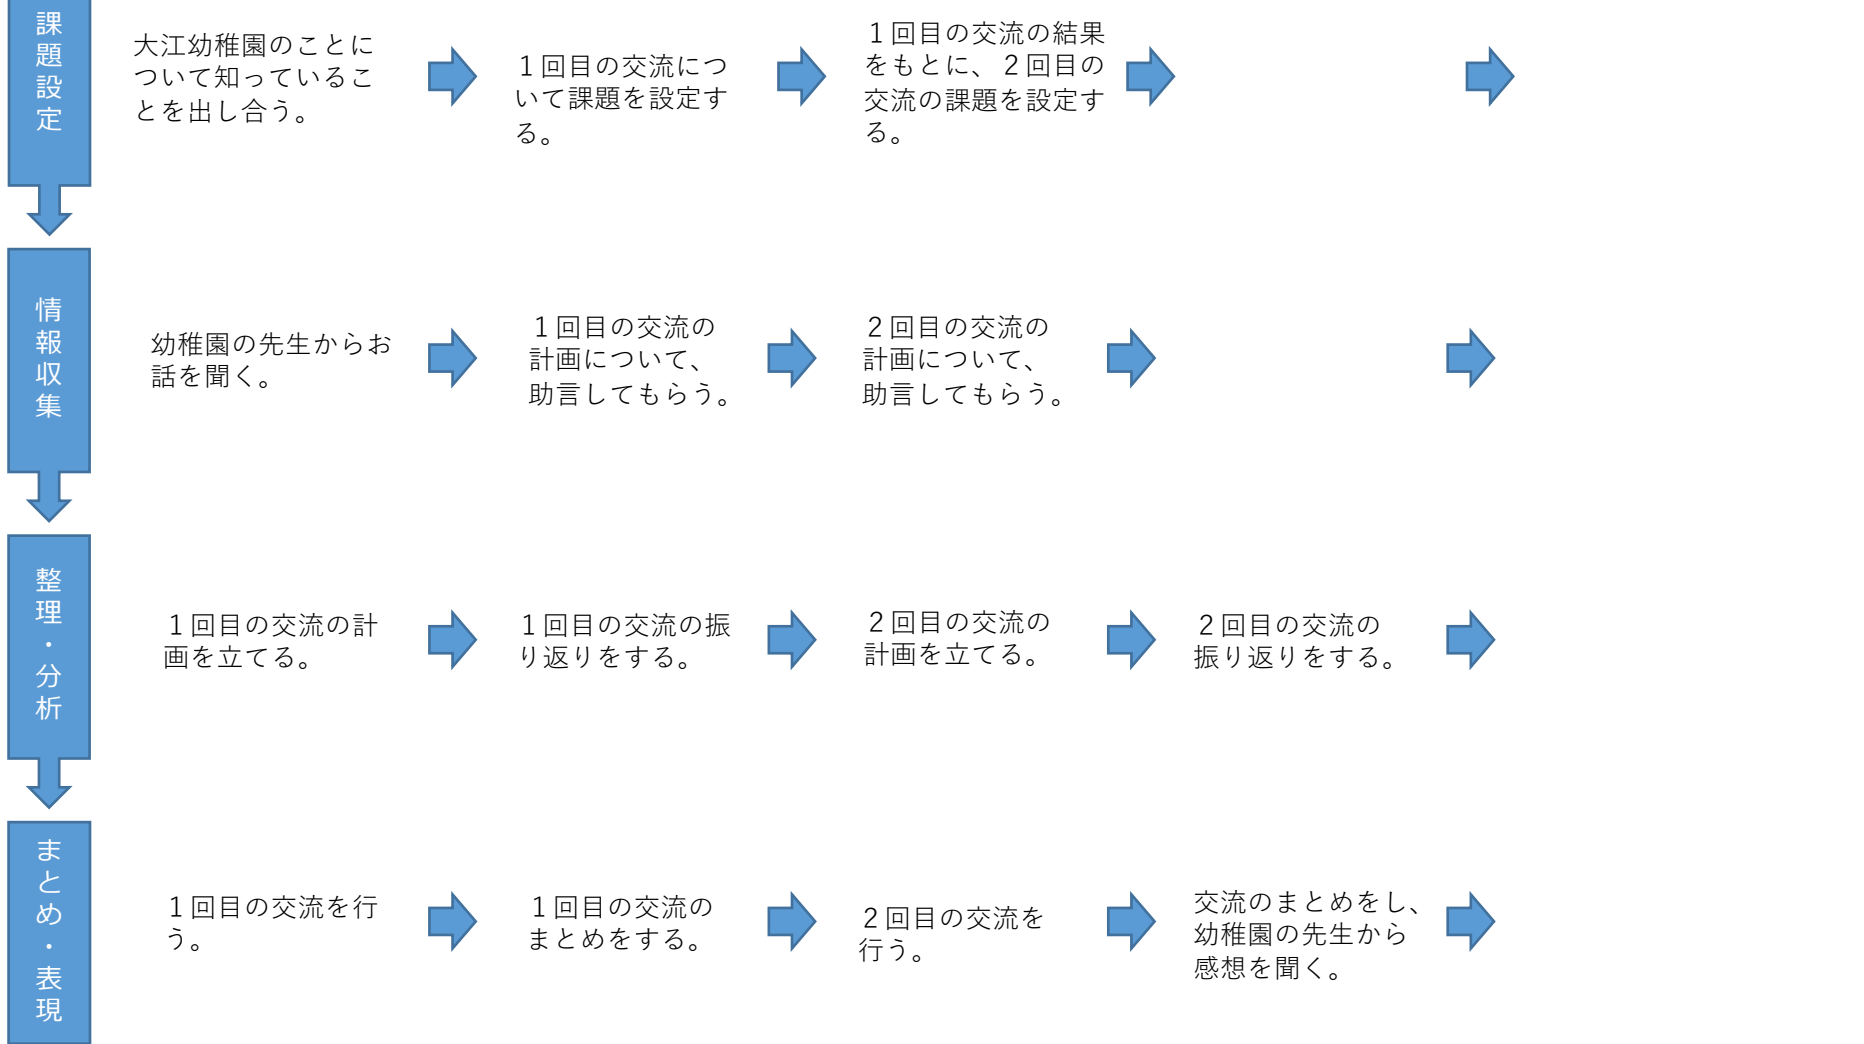 課題設定
大江幼稚園のことに
ついて知っているこ
とを出し合う。
１回目の交流につ
いて課題を設定す
る。
１回目の交流の結果
をもとに、２回目の
交流の課題を設定す
る。
情報収集
幼稚園の先生からお
話を聞く。
１回目の交流の
計画について、
助言してもらう。
２回目の交流の
計画について、
助言してもらう。
整理・分析
１回目の交流の計
画を立てる。
１回目の交流の振
り返りをする。
２回目の交流の
計画を立てる。
２回目の交流の
振り返りをする。
まとめ・表現
１回目の交流を行
う。
１回目の交流の
まとめをする。
２回目の交流を
行う。
交流のまとめをし、
幼稚園の先生から
感想を聞く。